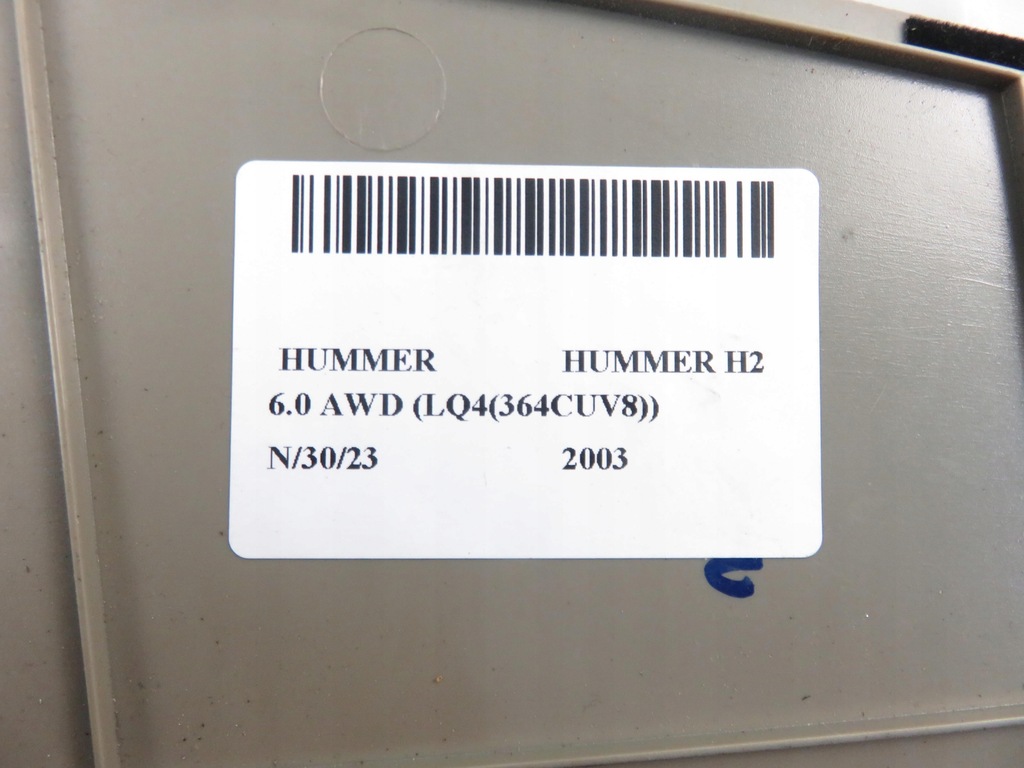 HUMMER HUMMER H2
6.0 AWD (LQ4(364CUV8))
N/30/23 2003